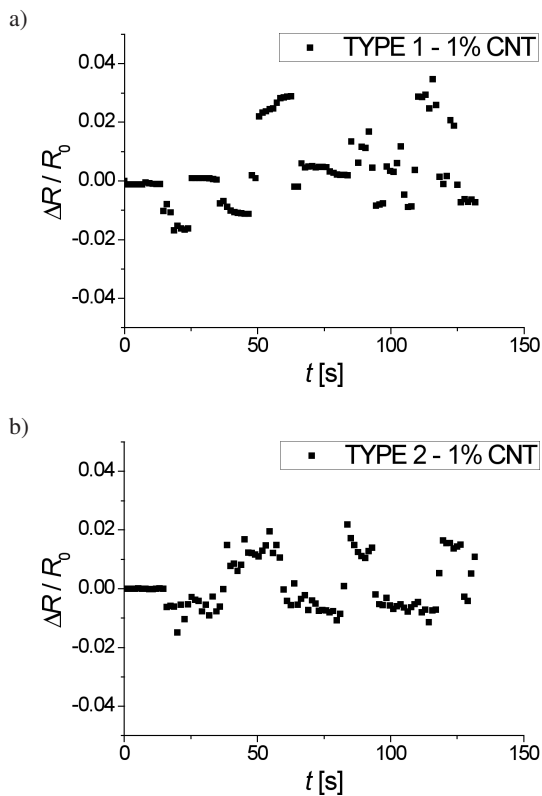 a)
TYPE 1 - 1% CNT
0.04
0.02
0.00
-0.02
-0.04
ΔR / R0
0
50
100
150
t [s]
b)
TYPE 2 - 1% CNT
0.04
0.02
0.00
-0.02
-0.04
ΔR / R0
0
50
100
150
t [s]